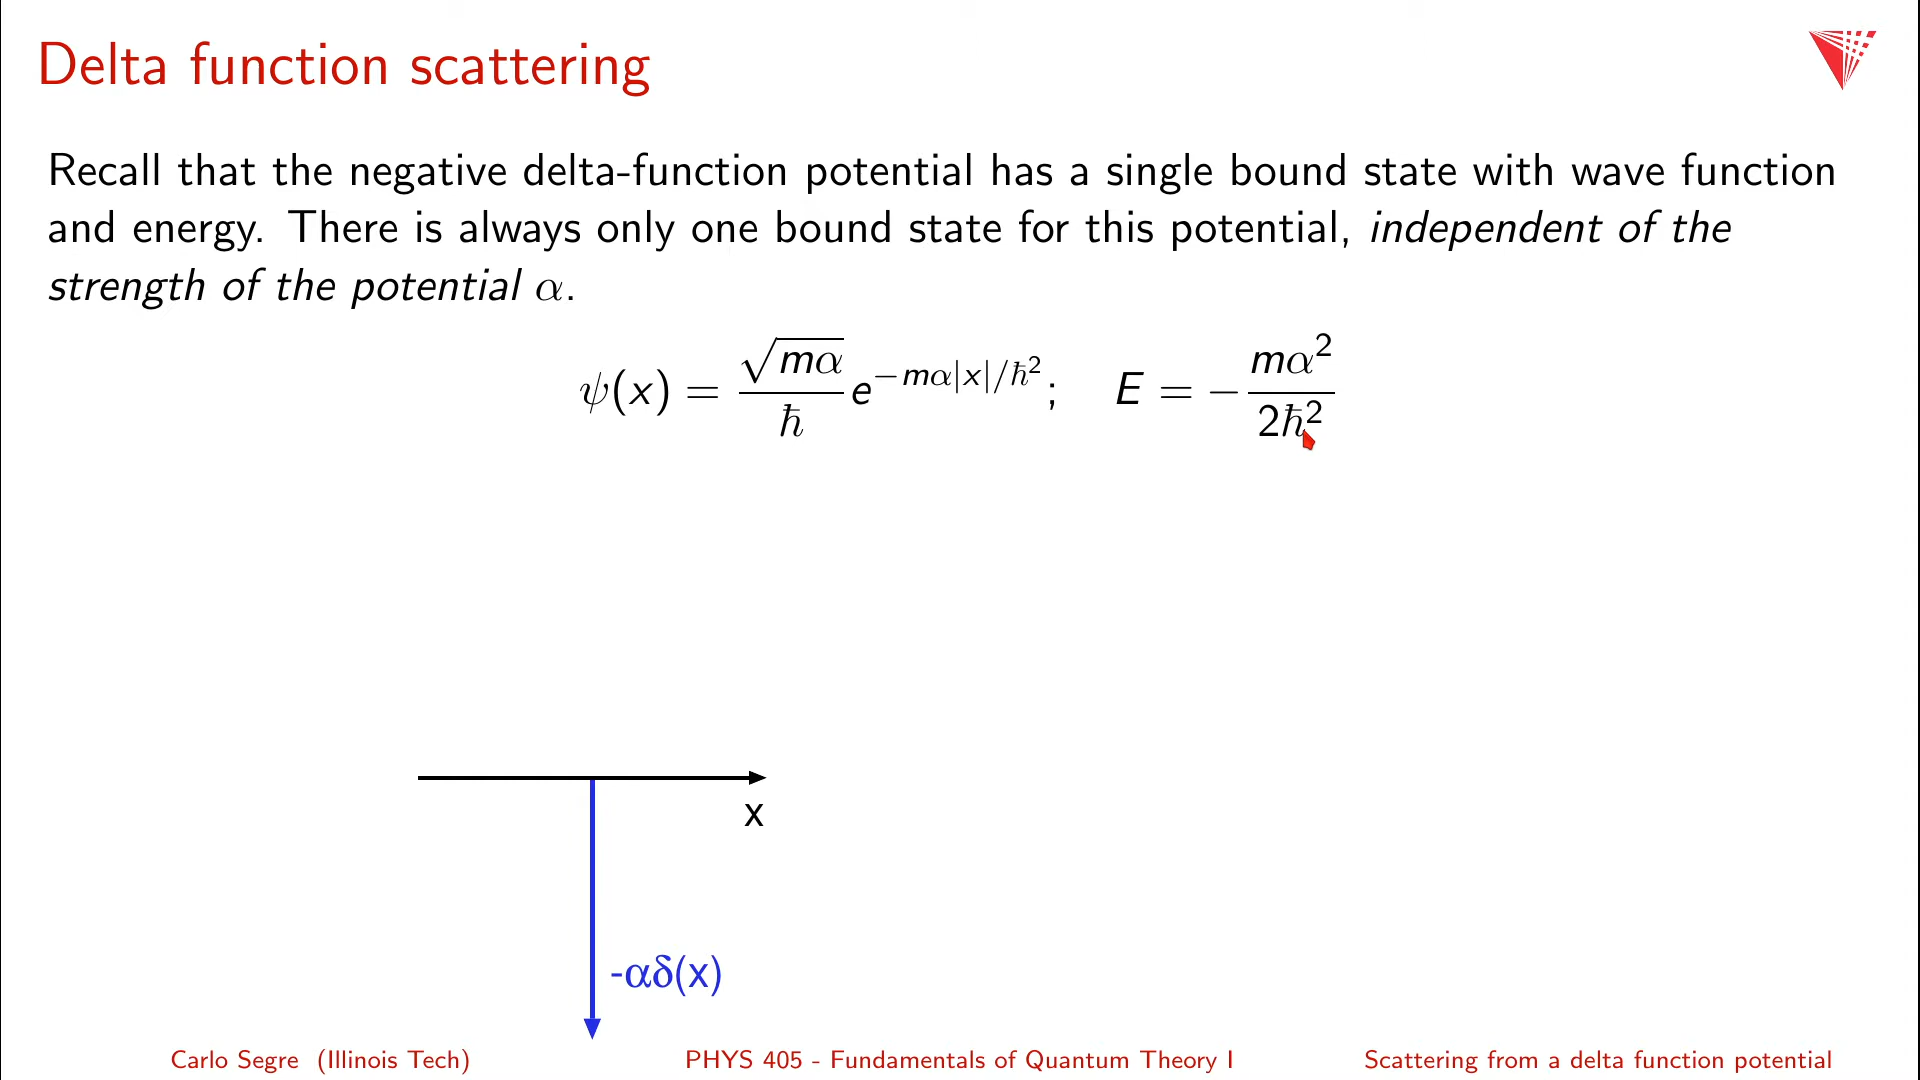 Delta function scattering
Recall that the negative delta-function potential has a single bound state with wave function
and energy. There is always only one bound state for this potential, independent of the
strength of the potential α.
ψ(x) = √mα/ℏ e^{−mα|x|/ℏ²}; E = − mα²/2ℏ²
x
-αδ(x)
Carlo Segre (Illinois Tech) PHYS 405 - Fundamentals of Quantum Theory I Scattering from a delta function potential